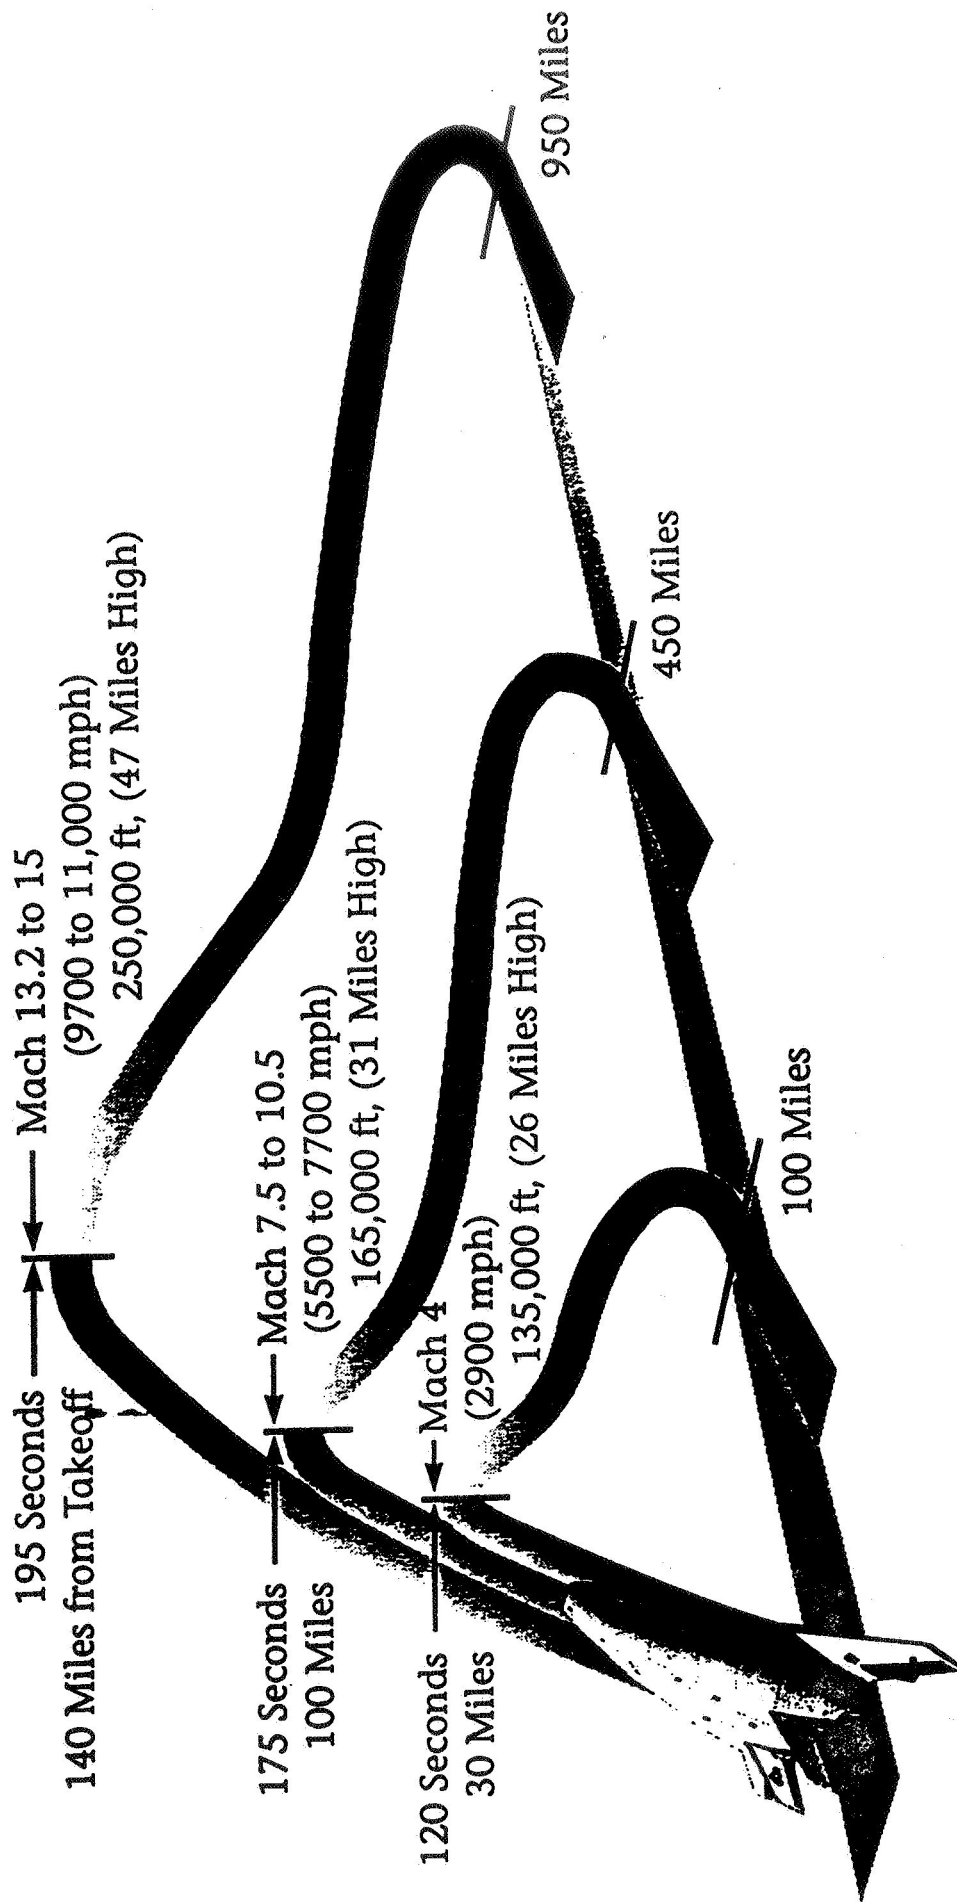 195 Seconds
140 Miles from Takeoff
Mach 13.2 to 15
(9700 to 11,000 mph)
250,000 ft, (47 Miles High)
175 Seconds
100 Miles
Mach 7.5 to 10.5
(5500 to 7700 mph)
165,000 ft, (31 Miles High)
120 Seconds
30 Miles
Mach 4
(2900 mph)
135,000 ft, (26 Miles High)
100 Miles
450 Miles
950 Miles